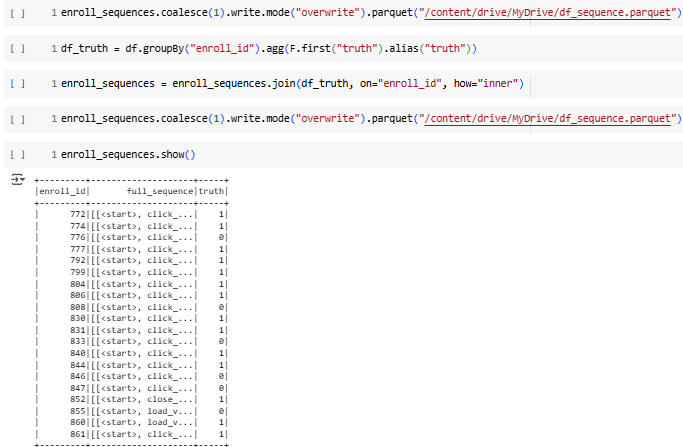 [ ] 1 enroll_sequences.coalesce(1).write.mode("overwrite").parquet("/content/drive/MyDrive/df_sequence.parquet")
[ ] 1 df_truth = df.groupBy("enroll_id").agg(F.first("truth").alias("truth"))
[ ] 1 enroll_sequences = enroll_sequences.join(df_truth, on="enroll_id", how="inner")
[ ] 1 enroll_sequences.coalesce(1).write.mode("overwrite").parquet("/content/drive/MyDrive/df_sequence.parquet")
[ ] 1 enroll_sequences.show()
+---------+--------------------+-----+
|enroll_id|       full_sequence|truth|
+---------+--------------------+-----+
|      772|[[<start>, click_...|    1|
|      774|[[<start>, click_...|    1|
|      776|[[<start>, click_...|    0|
|      777|[[<start>, click_...|    1|
|      792|[[<start>, click_...|    1|
|      799|[[<start>, click_...|    1|
|      804|[[<start>, click_...|    1|
|      806|[[<start>, click_...|    1|
|      808|[[<start>, click_...|    0|
|      830|[[<start>, click_...|    1|
|      831|[[<start>, click_...|    1|
|      833|[[<start>, click_...|    0|
|      840|[[<start>, click_...|    1|
|      844|[[<start>, click_...|    1|
|      846|[[<start>, click_...|    0|
|      847|[[<start>, click_...|    0|
|      852|[[<start>, close_...|    1|
|      855|[[<start>, load_v...|    0|
|      860|[[<start>, load_v...|    1|
|      861|[[<start>, click_...|    1|
+---------+--------------------+-----+